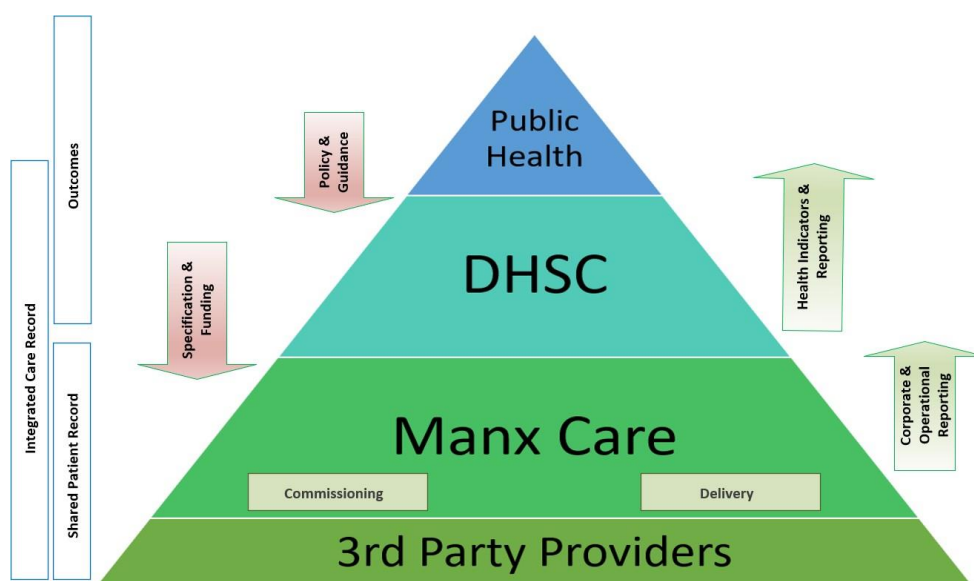 Integrated Care Record
Outcomes
Shared Patient Record
Policy &
Guidance
Specification &
Funding
Public
Health
DHSC
Manx Care
Commissioning
Delivery
3rd Party Providers
Health Indicators &
Reporting
Corporate &
Operational
Reporting